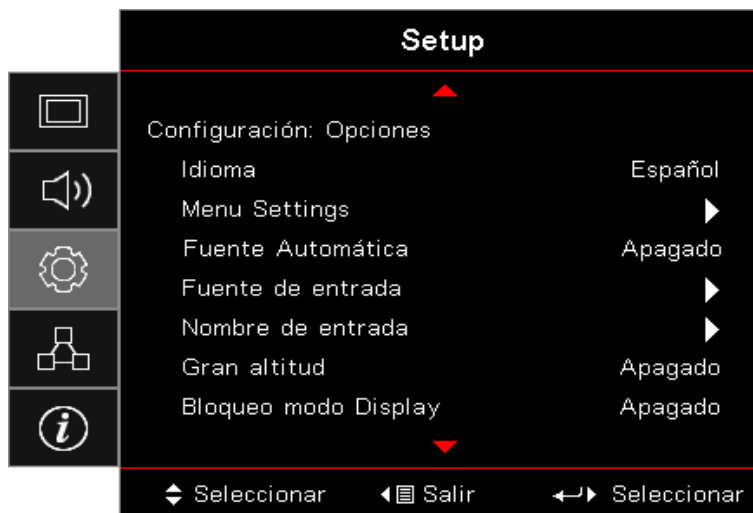 Setup
Configuración: Opciones
Idioma Español
Menu Settings
Fuente Automática Apagado
Fuente de entrada
Nombre de entrada
Gran altitud Apagado
Bloqueo modo Display Apagado
Seleccionar Salir Seleccionar